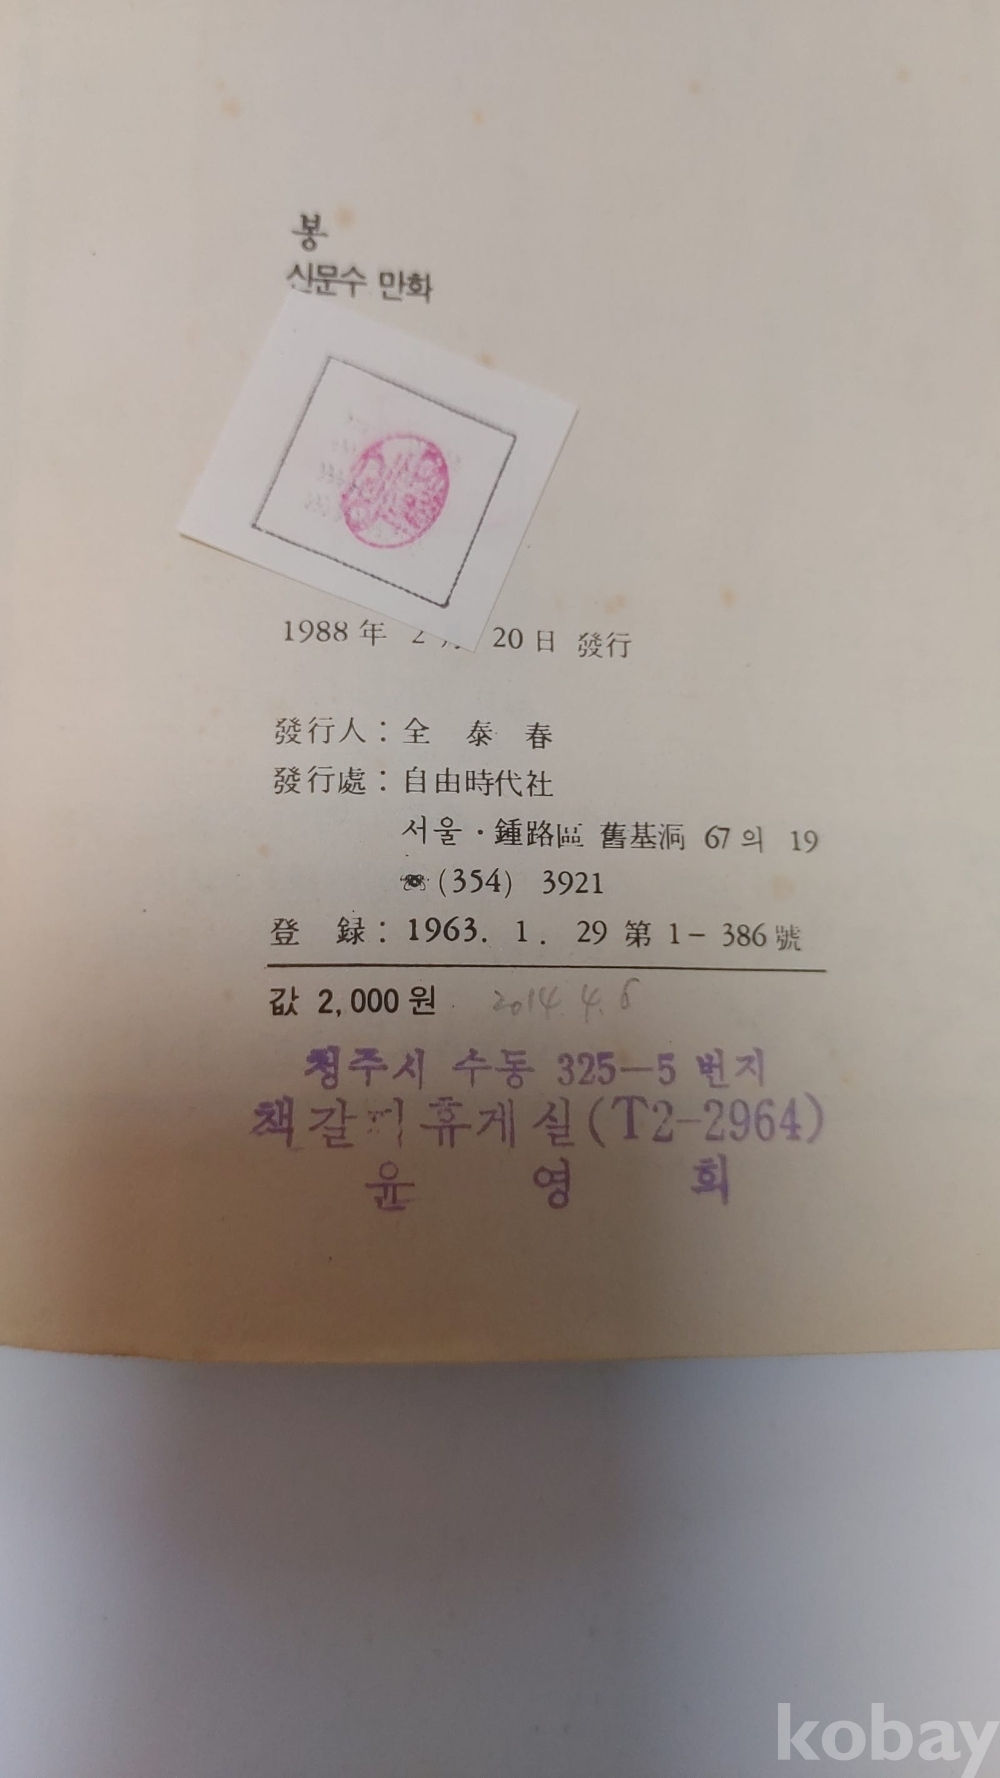 봉
신문수 만화
1988年 2月 20日 發行
發行人：全 泰 春
發行處：自由時代社
서울·鍾路區 舊基洞 67의 19
☎(354) 3921
登 録：1963. 1. 29 第 1- 386號
값 2,000원 2014.4.6
청주시 수동 325-5 번지
책갈피휴게실(T2-2964)
윤 영 희
kobay